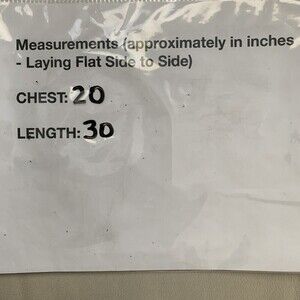 Measurements (approximately in inches
- Laying Flat Side to Side)
CHEST: 20
LENGTH: 30